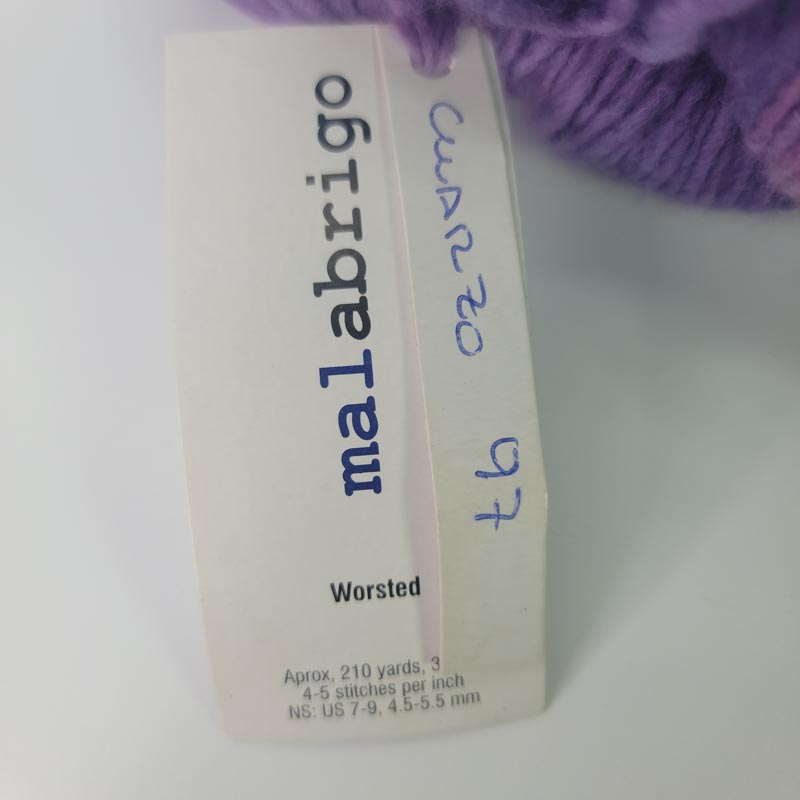 malabrigo
CUARZO 97
Worsted
Aprox, 210 yards, 3
4-5 stitches per inch
NS: US 7-9, 4.5-5.5 mm